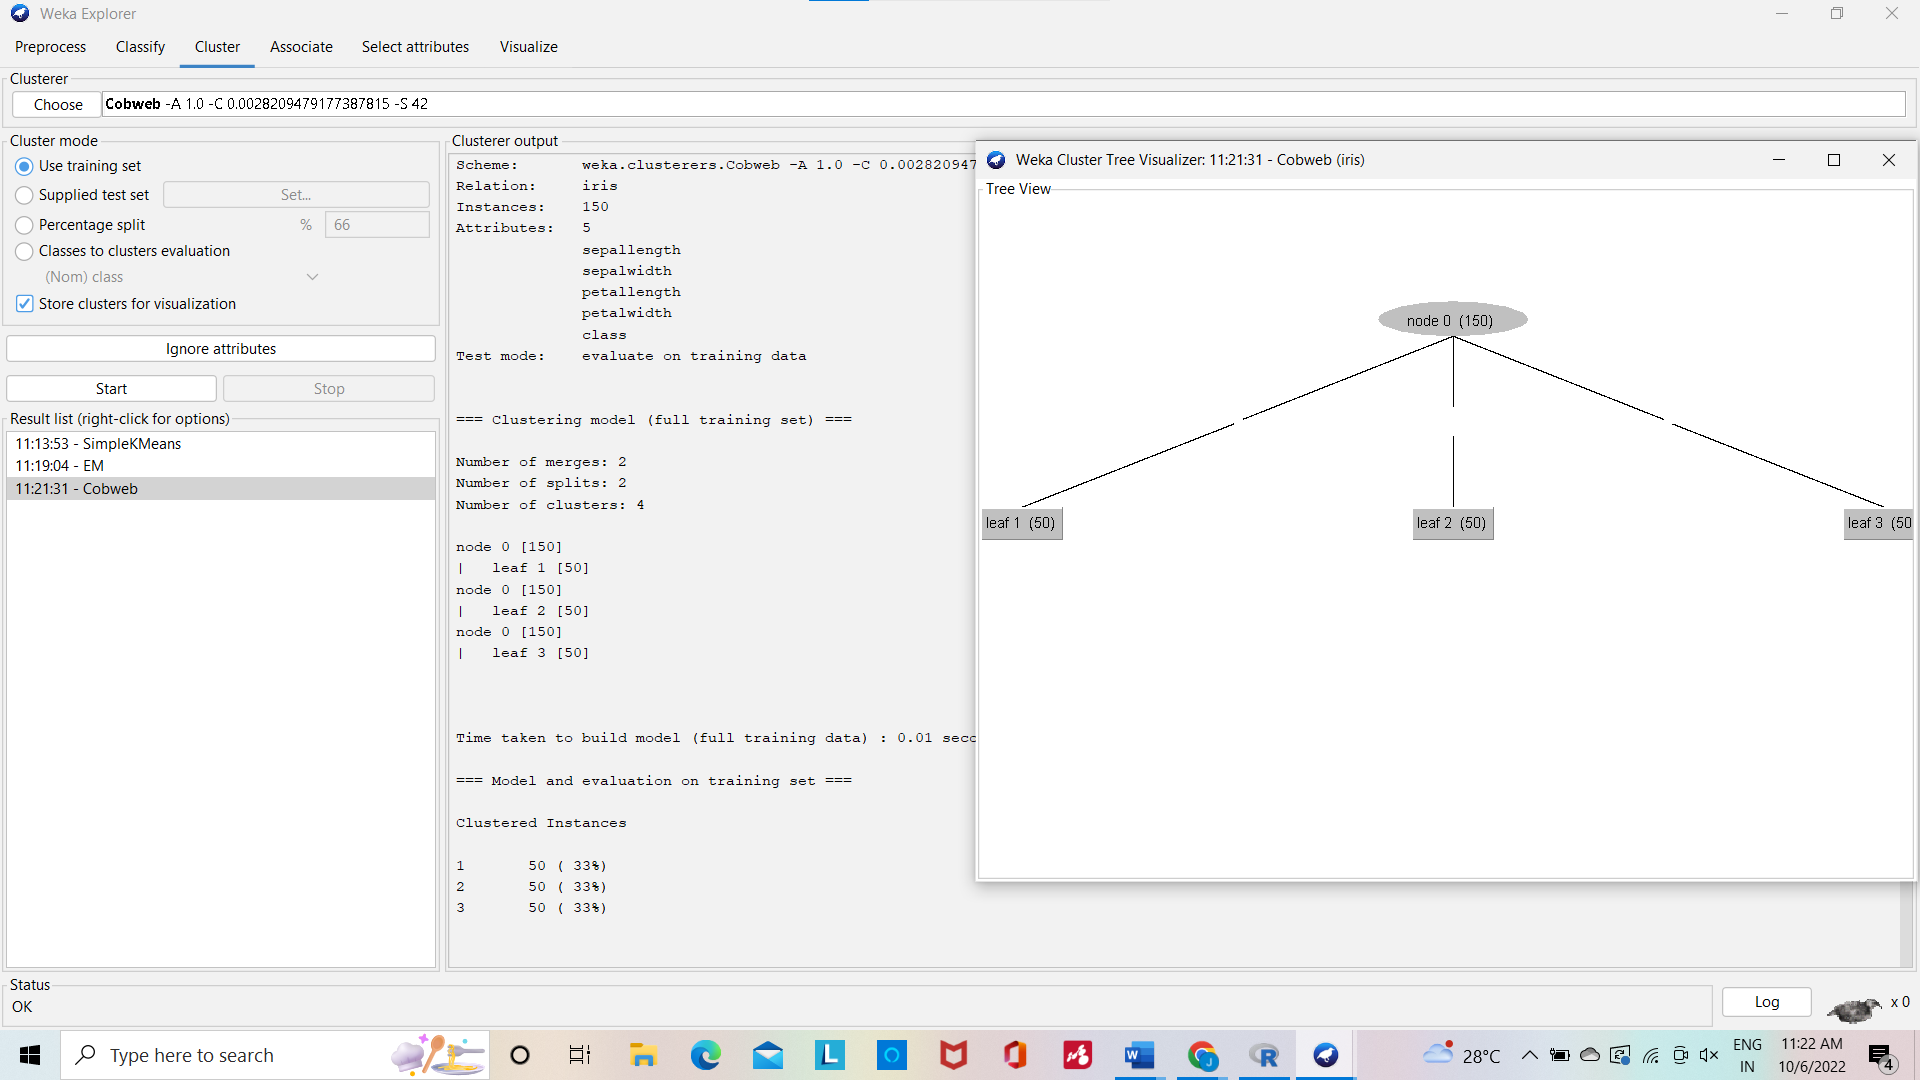 Weka Explorer
Preprocess Classify Cluster Associate Select attributes Visualize
Clusterer
Choose Cobweb -A 1.0 -C 0.0028209479177387815 -S 42
Cluster mode
Use training set
Supplied test set Set...
Percentage split % 66
Classes to clusters evaluation
(Nom) class
Store clusters for visualization
Ignore attributes
Start Stop
Result list (right-click for options)
11:13:53 - SimpleKMeans
11:19:04 - EM
11:21:31 - Cobweb
Clusterer output
Scheme: weka.clusterers.Cobweb -A 1.0 -C 0.002820947
Relation: iris
Instances: 150
Attributes: 5
sepallength
sepalwidth
petallength
petalwidth
class
Test mode: evaluate on training data
=== Clustering model (full training set) ===
Number of merges: 2
Number of splits: 2
Number of clusters: 4
node 0 [150]
| leaf 1 [50]
node 0 [150]
| leaf 2 [50]
node 0 [150]
| leaf 3 [50]
Time taken to build model (full training data) : 0.01 seco
=== Model and evaluation on training set ===
Clustered Instances
1 50 ( 33%)
2 50 ( 33%)
3 50 ( 33%)
Weka Cluster Tree Visualizer: 11:21:31 - Cobweb (iris)
Tree View
node 0 (150)
leaf 1 (50)
leaf 2 (50)
leaf 3 (50
Status
OK
Log x 0
Type here to search
28°C
ENG
IN
11:22 AM
10/6/2022
4